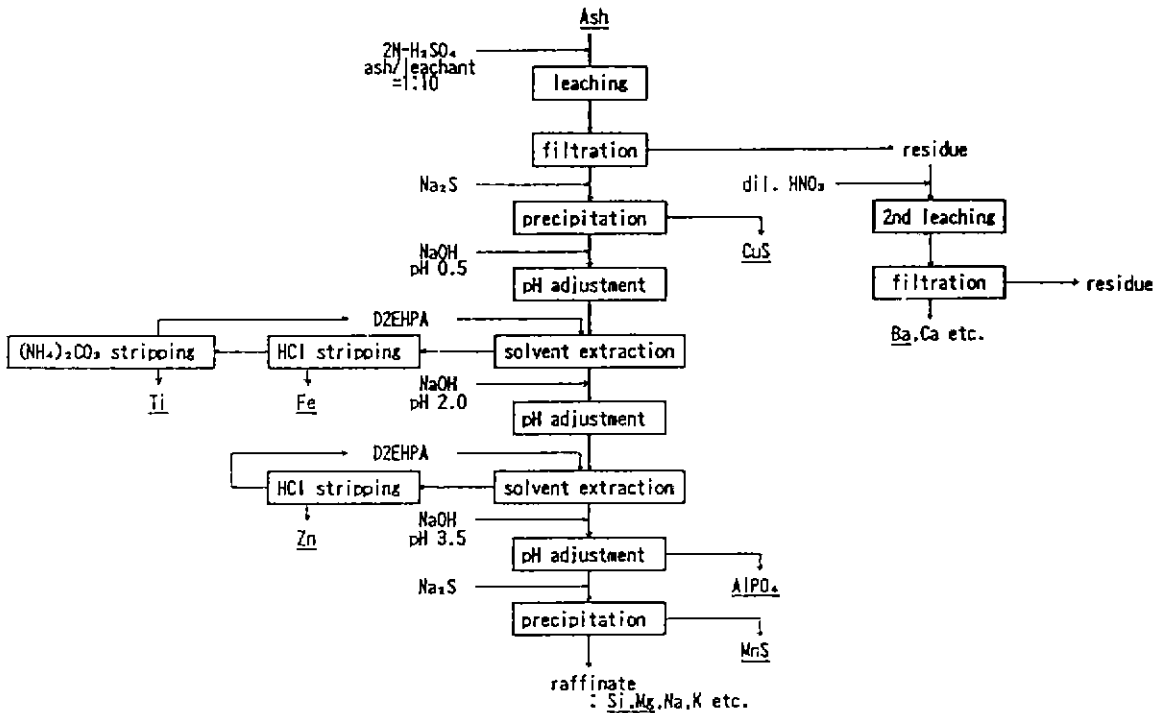 Ash
2N-H₂SO₄
ash/leachant
=1:10
leaching
filtration
residue
Na₂S
dil. HNO₃
precipitation
2nd leaching
NaOH
pH 0.5
CuS
pH adjustment
filtration
residue
D2EHPA
Ba,Ca etc.
(NH₄)₂CO₃ stripping
HCl stripping
solvent extraction
NaOH
pH 2.0
Ti
Fe
pH adjustment
D2EHPA
HCl stripping
solvent extraction
NaOH
pH 3.5
Zn
pH adjustment
Na₂S
AlPO₄
precipitation
MnS
raffinate
: Si,Mg,Na,K etc.